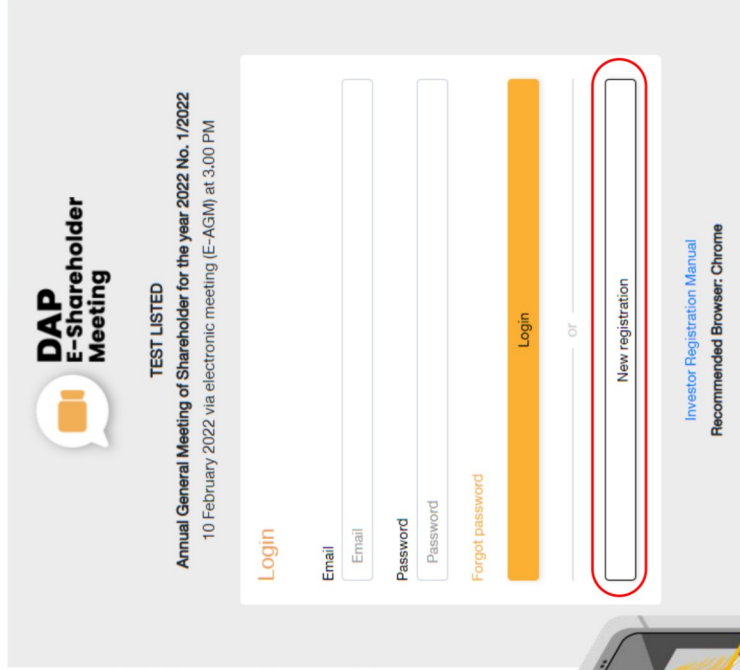 DAP
E-Shareholder
Meeting
TEST LISTED
Annual General Meeting of Shareholder for the year 2022 No. 1/2022
10 February 2022 via electronic meeting (E-AGM) at 3.00 PM
Login
Email
Email
Password
Password
Forgot password
Login
or
New registration
Investor Registration Manual
Recommended Browser: Chrome